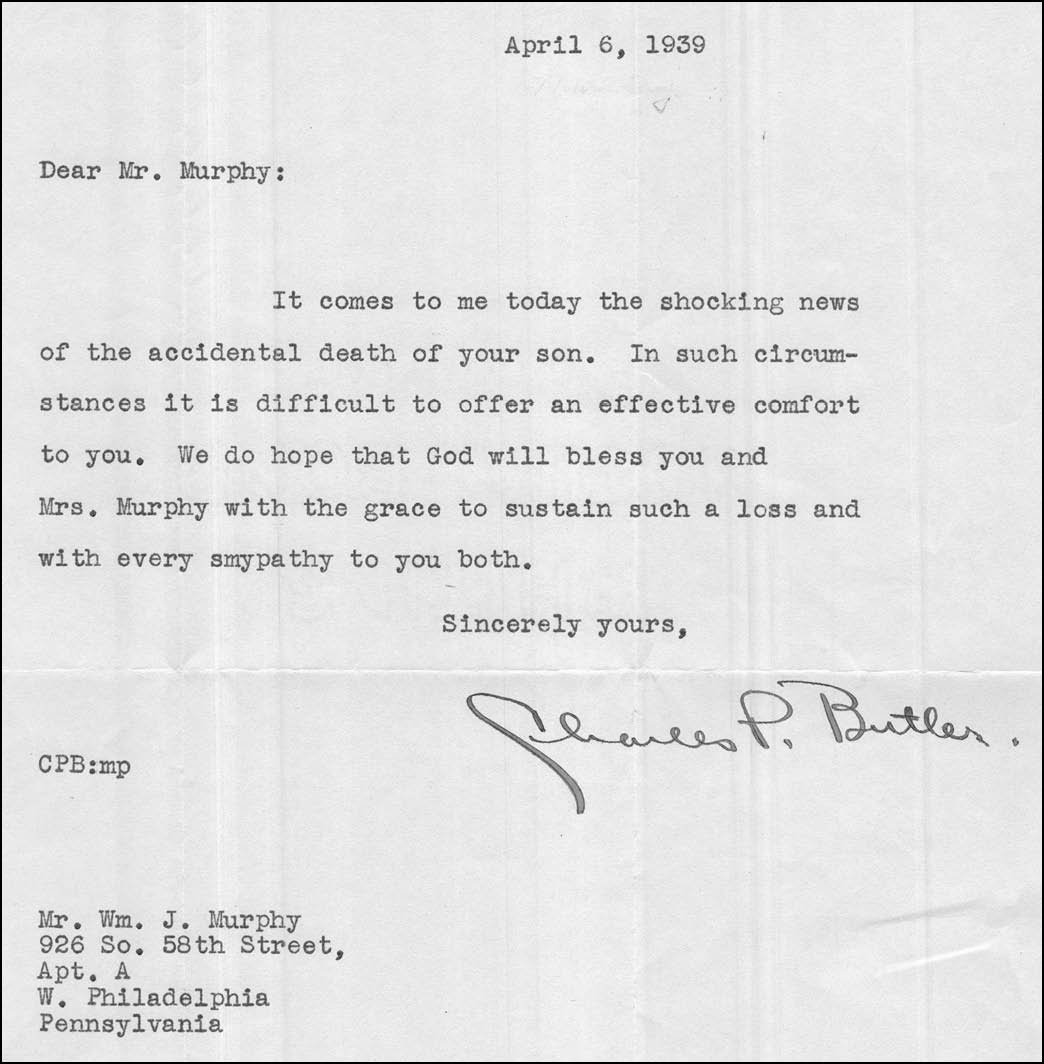 April 6, 1939
Dear Mr. Murphy:
It comes to me today the shocking news
of the accidental death of your son. In such circum-
stances it is difficult to offer an effective comfort
to you. We do hope that God will bless you and
Mrs. Murphy with the grace to sustain such a loss and
with every smypathy to you both.
Sincerely yours,
Charles P. Butler.
CPB:mp
Mr. Wm. J. Murphy
926 So. 58th Street,
Apt. A
W. Philadelphia
Pennsylvania